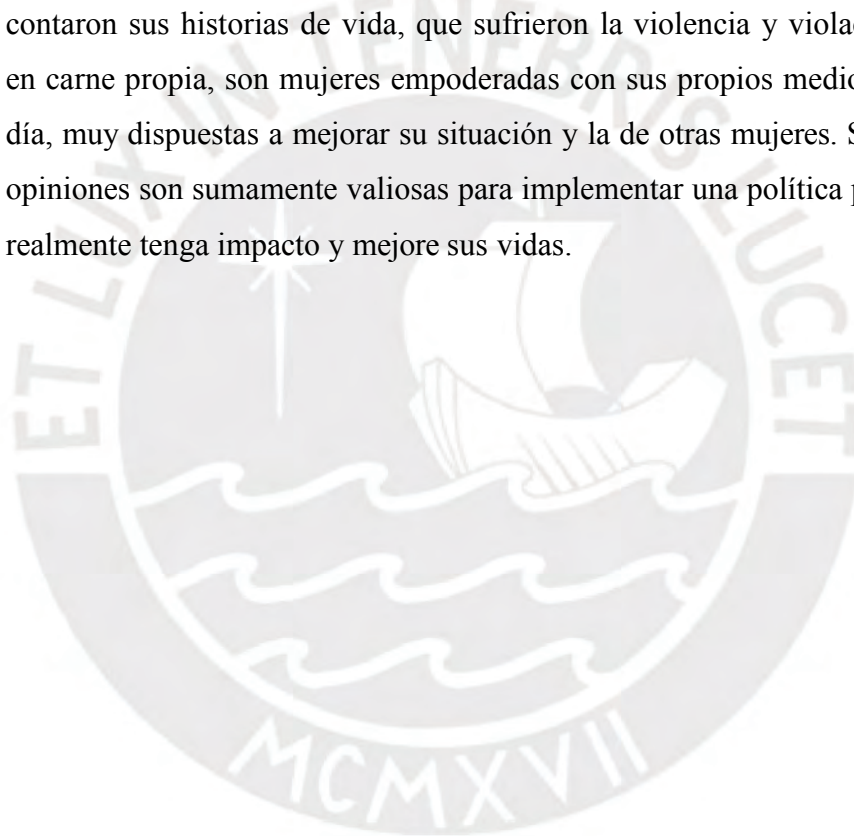 contaron sus historias de vida, que sufrieron la violencia y
en carne propia, son mujeres empoderadas con sus propios
día, muy dispuestas a mejorar su situación y la de otras mujeres.
opiniones son sumamente valiosas para implementar una política
realmente tenga impacto y mejore sus vidas.
ET LUX IN TENEBRIS LUCET
MCMXVII